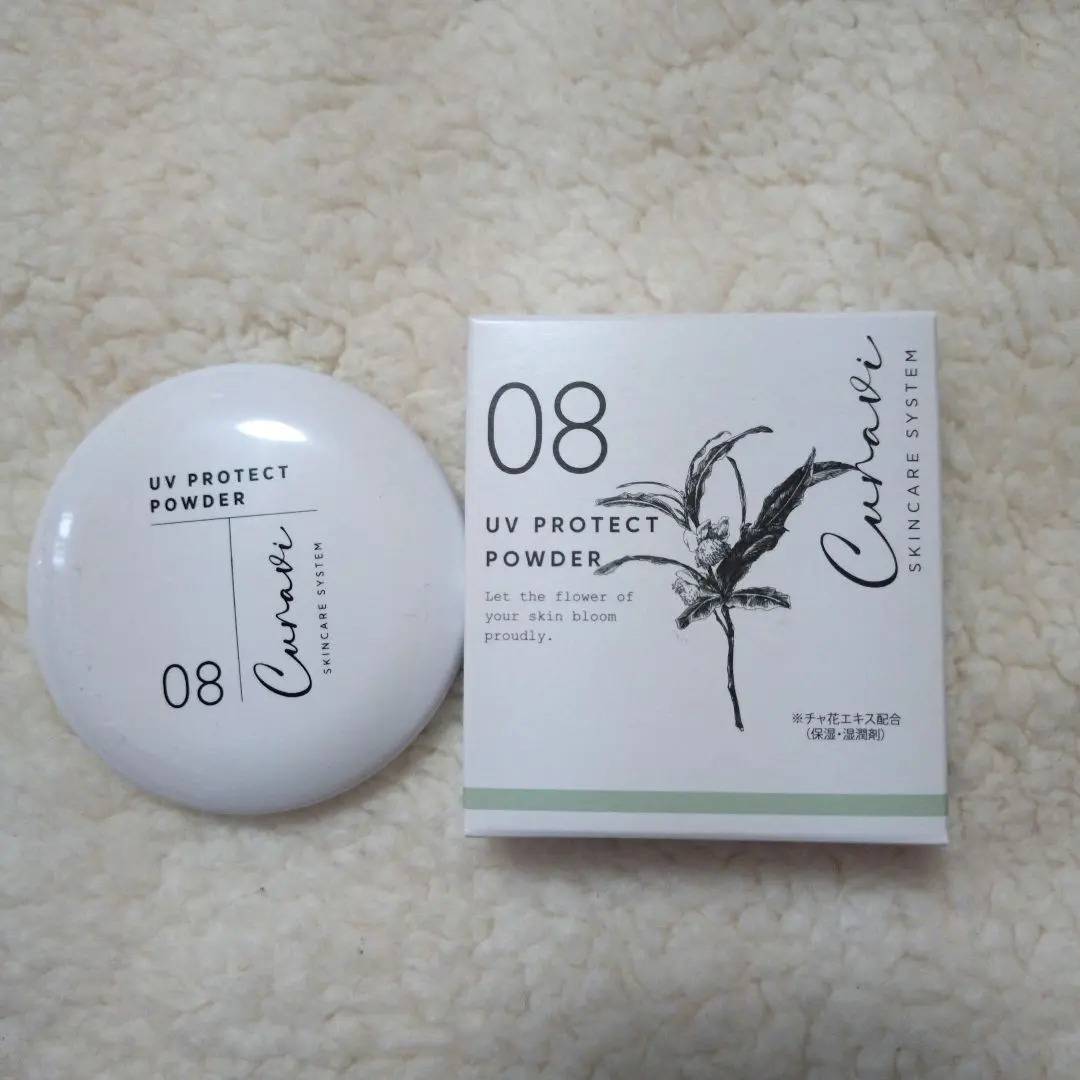 UV PROTECT
POWDER
08
Curavi
SKINCARE SYSTEM
08
UV PROTECT
POWDER
Let the flower of
your skin bloom
proudly.
Curavi
SKINCARE SYSTEM
※チャ花エキス配合
(保湿・湿潤剤)